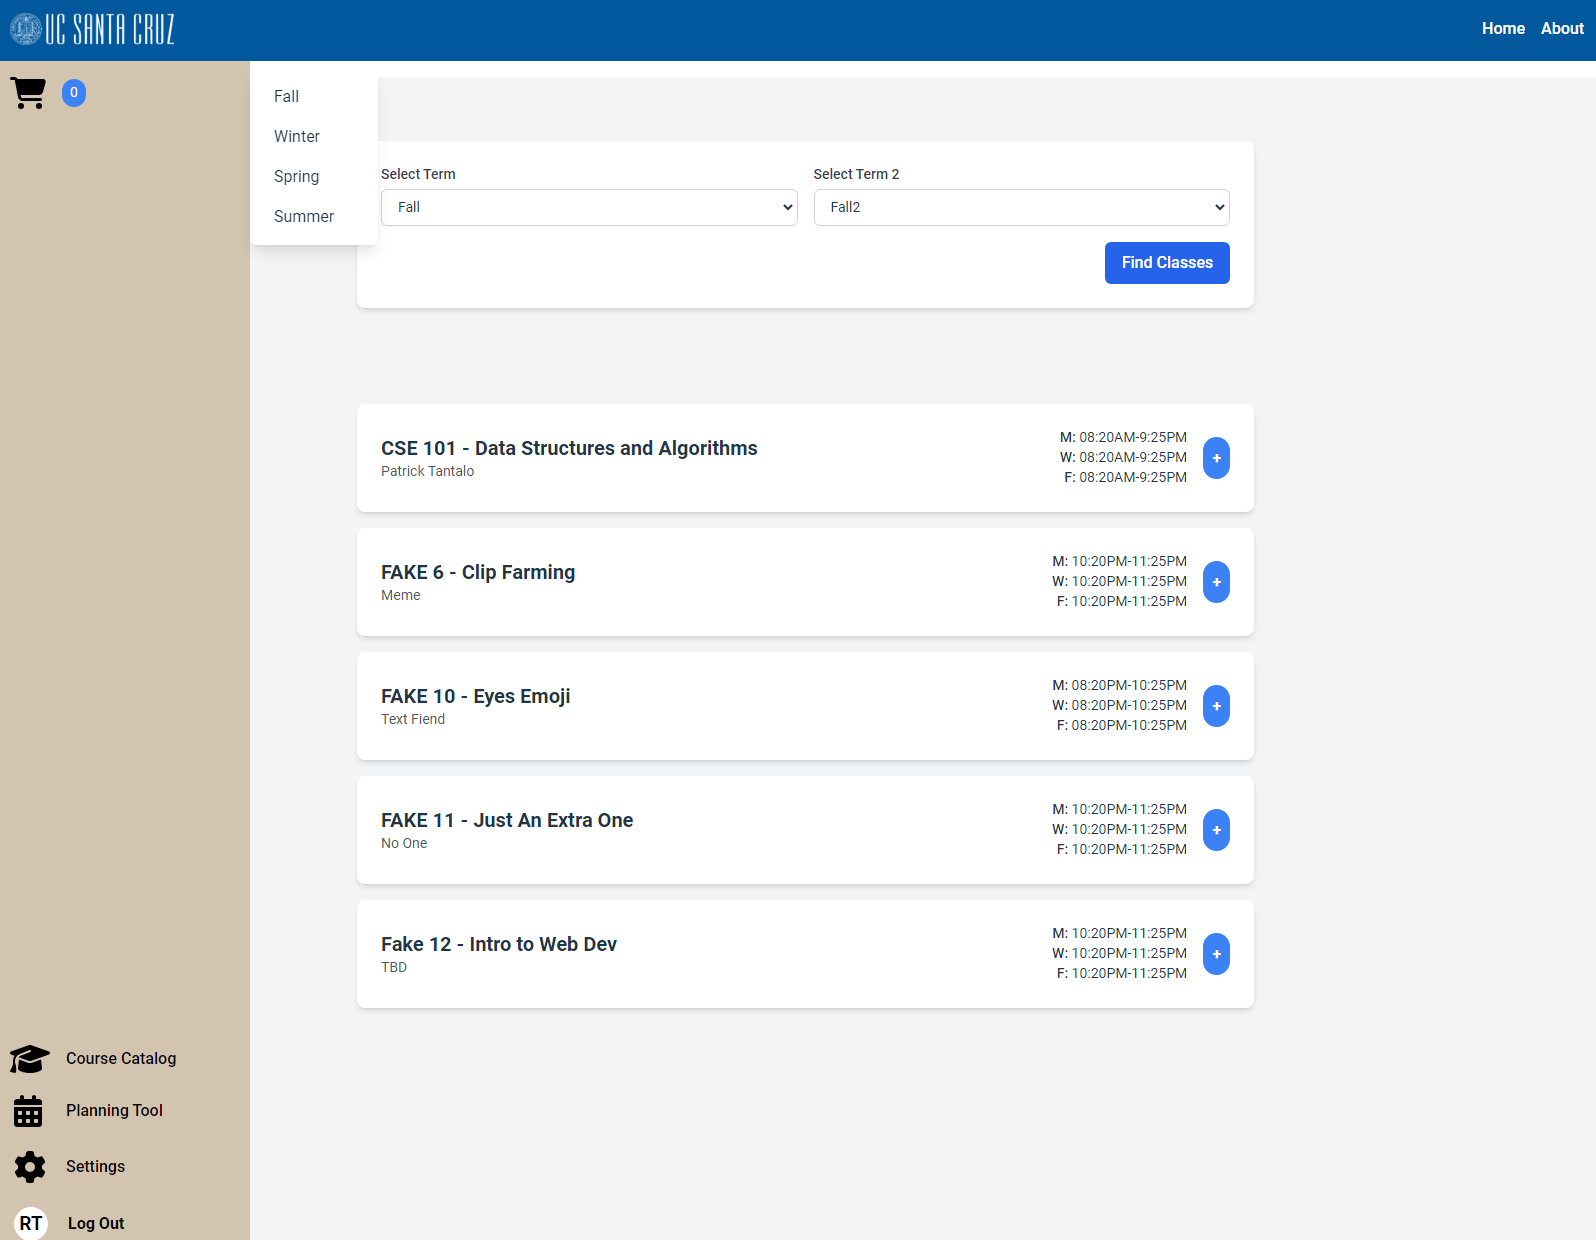 UC SANTA CRUZ
Home About
0
Fall
Winter
Spring
Summer
Select Term
Fall
Select Term 2
Fall2
Find Classes
CSE 101 - Data Structures and Algorithms
Patrick Tantalo
M: 08:20AM-9:25PM
W: 08:20AM-9:25PM
F: 08:20AM-9:25PM
+
FAKE 6 - Clip Farming
Meme
M: 10:20PM-11:25PM
W: 10:20PM-11:25PM
F: 10:20PM-11:25PM
+
FAKE 10 - Eyes Emoji
Text Fiend
M: 08:20PM-10:25PM
W: 08:20PM-10:25PM
F: 08:20PM-10:25PM
+
FAKE 11 - Just An Extra One
No One
M: 10:20PM-11:25PM
W: 10:20PM-11:25PM
F: 10:20PM-11:25PM
+
Fake 12 - Intro to Web Dev
TBD
M: 10:20PM-11:25PM
W: 10:20PM-11:25PM
F: 10:20PM-11:25PM
+
Course Catalog
Planning Tool
Settings
RT Log Out